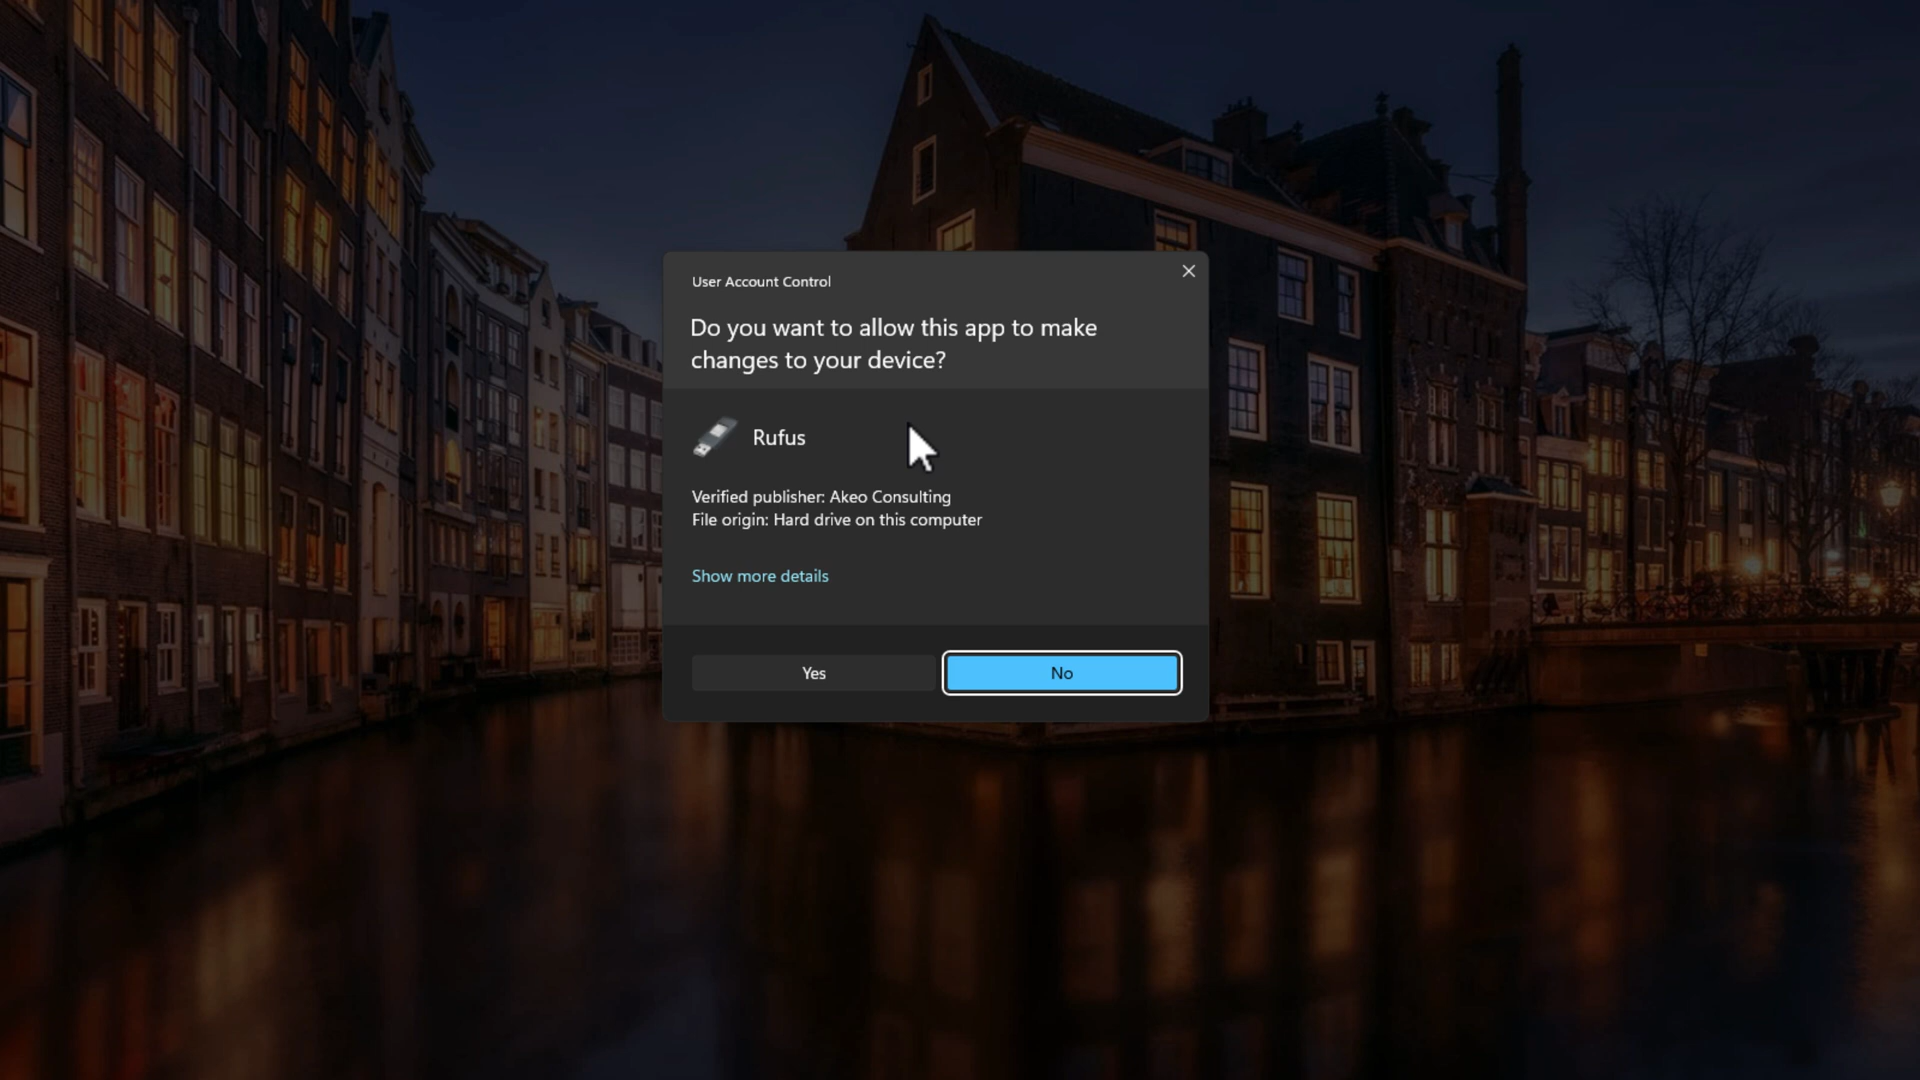 User Account Control
Do you want to allow this app to make
changes to your device?
Rufus
Verified publisher: Akeo Consulting
File origin: Hard drive on this computer
Show more details
Yes
No